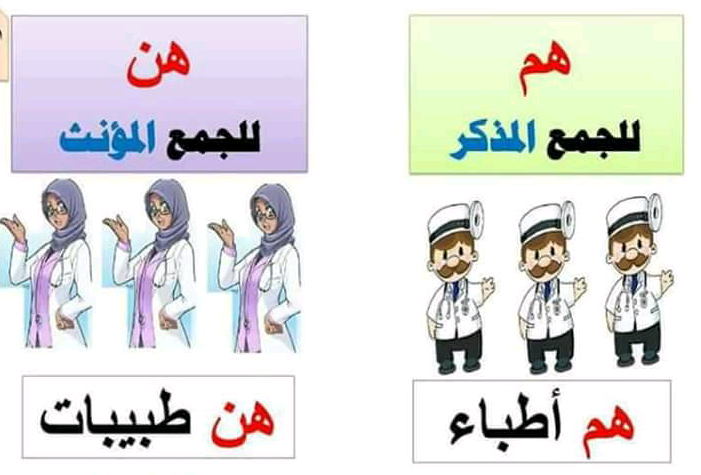 هم
للجمع المذكر
هن
للجمع المؤنث
هم أطباء
هن طبيبات